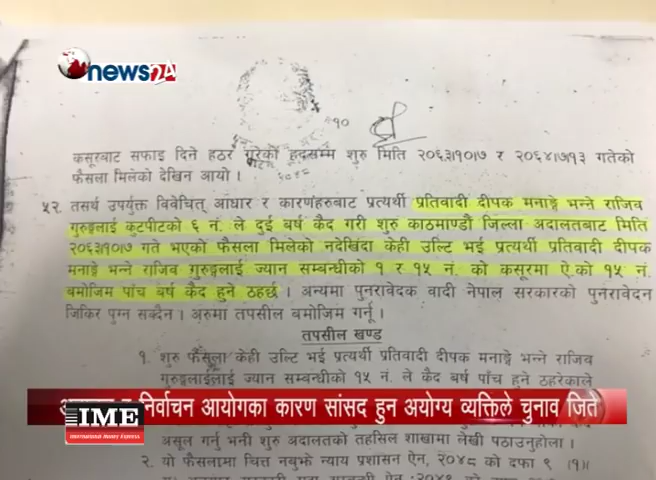 news24
१०
कसूरबाट सफाइ दिने हठर गरेको हदसम्म शुरु मिति २०६३।१०।७ र २०६४।७।१३ गतेको
फैसला मिलेको देखिन आयो ।
५२. तसर्थ उपर्युक्त विवेचित् आधार र कारणहरुबाट प्रत्यर्थी प्रतिवादी दीपक मनाङ्गे भन्ने राजिव
गुरुङ्गलाई कुटपीटको ६ नं. ले दुई बर्ष कैद गरी शुरु काठमाण्डौ जिल्ला अदालतबाट मिति
२०६३।१०।७ गते भएको फैसला मिलेको नदेखिंदा केही उल्टि भई प्रत्यर्थी प्रतिवादी दीपक
मनाङ्गे भन्ने राजिव गुरुङ्गलाई ज्यान सम्बन्धीको १ र १५ नं. को कसूरमा ऐ.को १५ नं.
बमोजिम पाँच बर्ष कैद हुने ठहर्छ । अन्यमा पुनरावेदक वादी नेपाल सरकारको पुनरावेदन
जिकिर पुग्न सक्दैन । अरुमा तपसील बमोजिम गर्नू ।
तपसील खण्ड
१. शुरु फैसला केही उल्टि भई प्रत्यर्थी प्रतिवादी दीपक मनाङ्गे भन्ने राजिव
गुरुङ्गलाईलाई ज्यान सम्बन्धीको १५ नं. ले कैद बर्ष पाँच हुने ठहरेकाले
निर्वाचन आयोगका कारण सांसद हुन अयोग्य व्यक्तिले चुनाव जिते
IME
International Money Express
असूल गर्नु भनी शुरु अदालतको तहसिल शाखामा लेखी पठाउनुहोला ।
२. यो फैसलामा चित्त नबुझे न्याय प्रशासन ऐन, २०४८ को दफा ९ (१)।